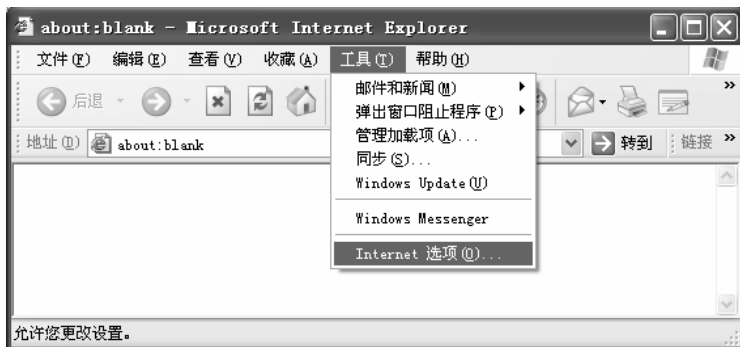 about:blank - Microsoft Internet Explorer
文件(F) 编辑(E) 查看(V) 收藏(A) 工具(T) 帮助(H)
后退
邮件和新闻(M)
弹出窗口阻止程序(P)
管理加载项(A)...
同步(S)...
Windows Update(U)
Windows Messenger
Internet 选项(O)...
地址(D) about:blank 转到 链接 »
允许您更改设置。